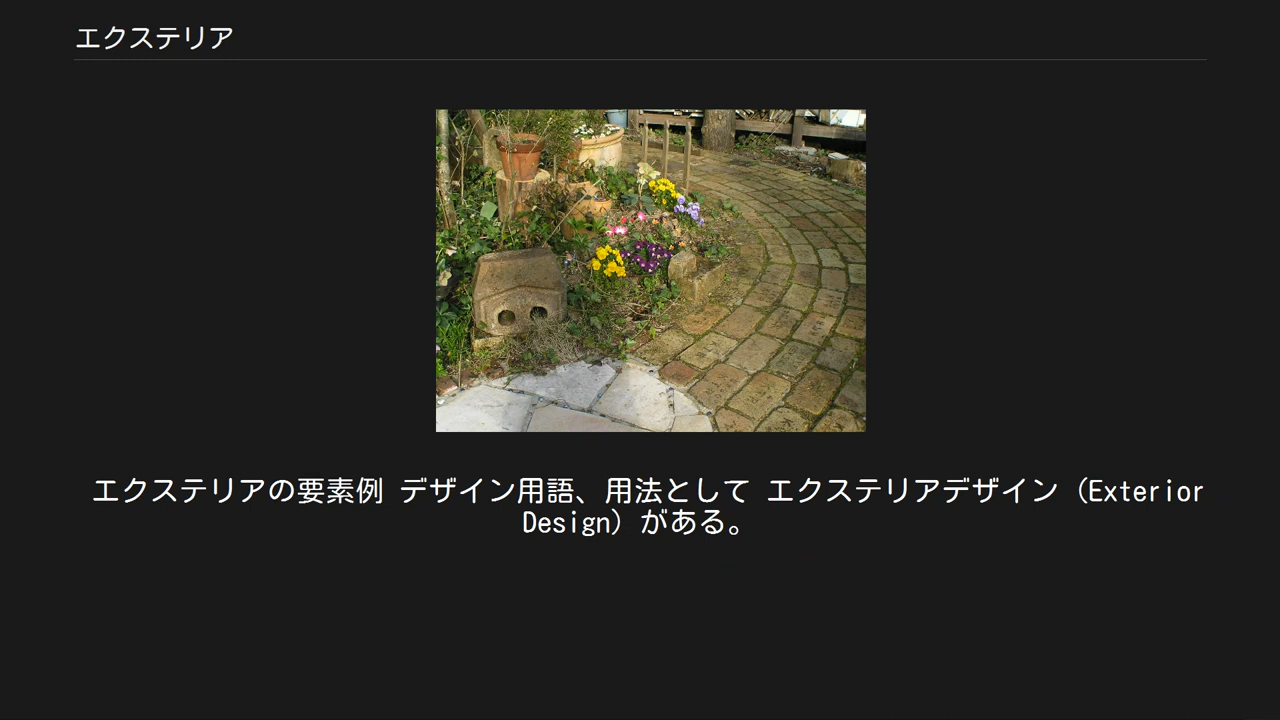 エクステリア
エクステリアの要素例 デザイン用語、用法として エクステリアデザイン（Exterior
Design）がある。